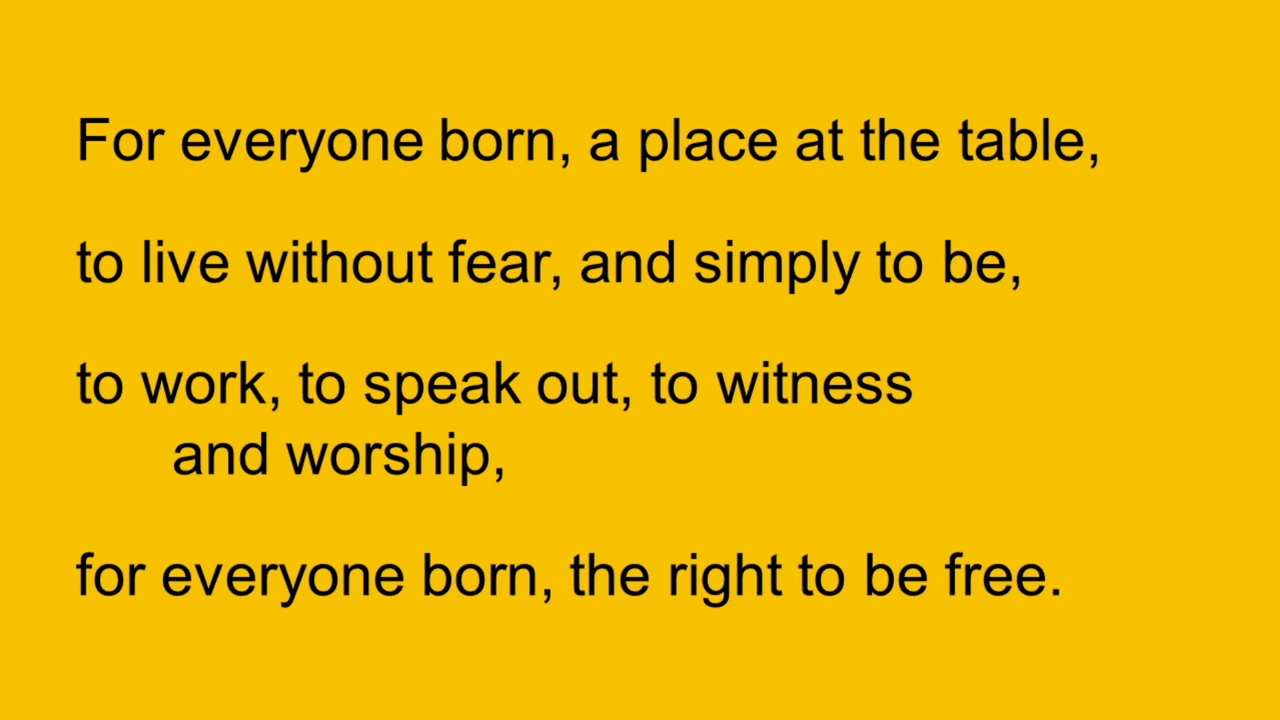 For everyone born, a place at the table,
to live without fear, and simply to be,
to work, to speak out, to witness
and worship,
for everyone born, the right to be free.